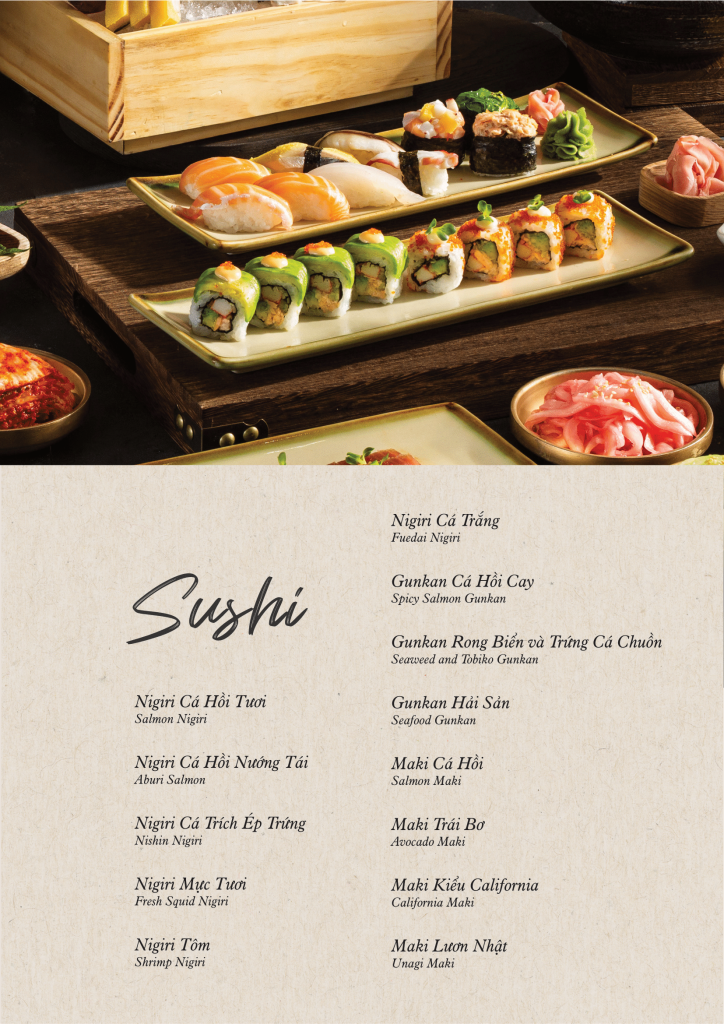 Sushi
Nigiri Cá Hồi Tươi
Salmon Nigiri
Nigiri Cá Hồi Nướng Tái
Aburi Salmon
Nigiri Cá Trích Ép Trứng
Nishin Nigiri
Nigiri Mực Tươi
Fresh Squid Nigiri
Nigiri Tôm
Shrimp Nigiri
Nigiri Cá Trắng
Fuedai Nigiri
Gunkan Cá Hồi Cay
Spicy Salmon Gunkan
Gunkan Rong Biển và Trứng Cá Chuồn
Seaweed and Tobiko Gunkan
Gunkan Hải Sản
Seafood Gunkan
Maki Cá Hồi
Salmon Maki
Maki Trái Bơ
Avocado Maki
Maki Kiểu California
California Maki
Maki Lươn Nhật
Unagi Maki